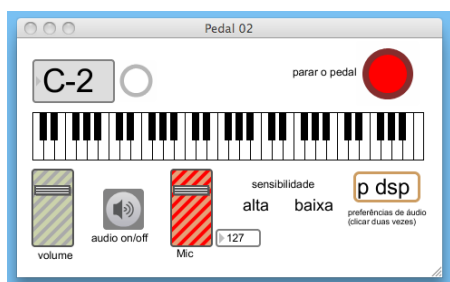 Pedal 02
C-2
parar o pedal
sensibilidade
alta baixa
p dsp
preferências de áudio
(clicar duas vezes)
audio on/off
127
volume
Mic